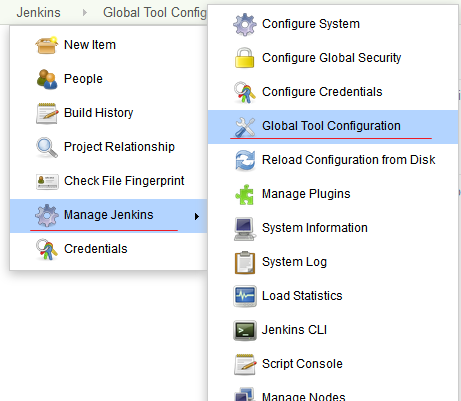 Jenkins
Global Tool Config
New Item
People
Build History
Project Relationship
Check File Fingerprint
Manage Jenkins
Credentials
Configure System
Configure Global Security
Configure Credentials
Global Tool Configuration
Reload Configuration from Disk
Manage Plugins
System Information
System Log
Load Statistics
Jenkins CLI
Script Console
Manage Nodes